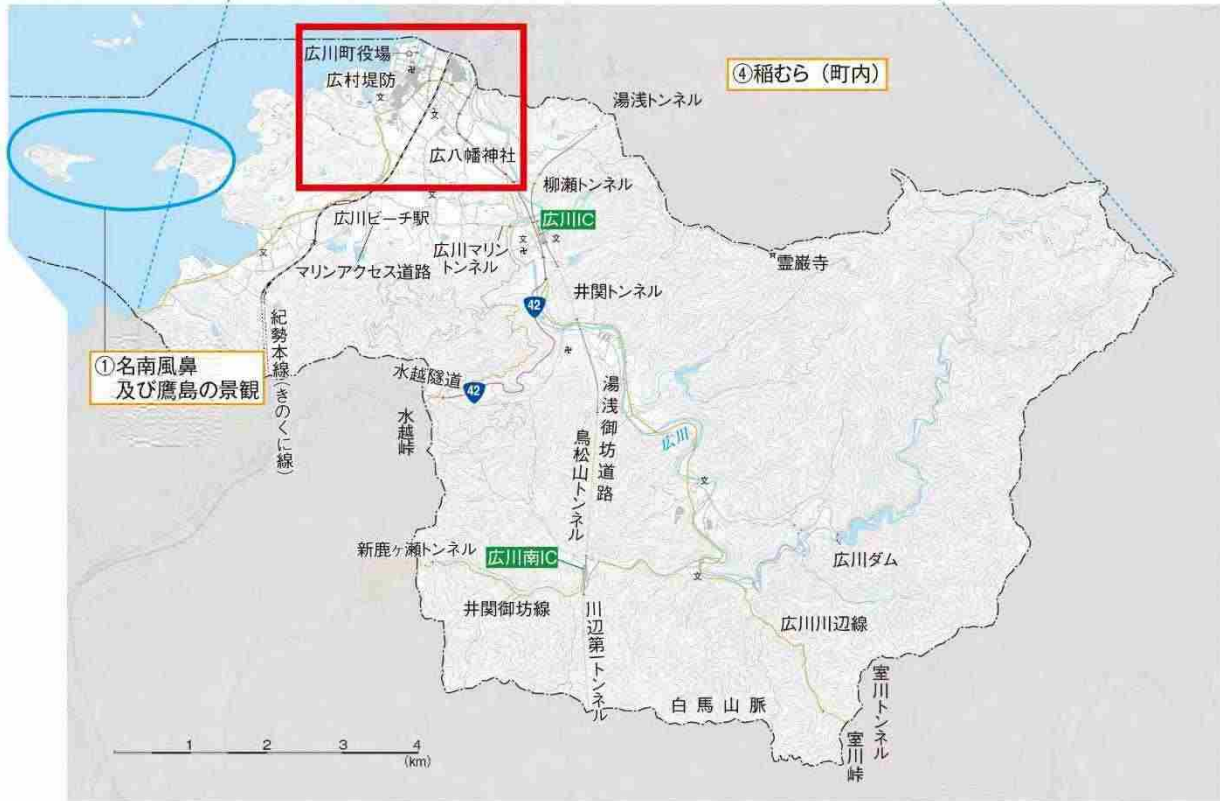 広川町役場
広村堤防
④稲むら（町内）
湯浅トンネル
広八幡神社
柳瀬トンネル
広川ビーチ駅
広川IC
広川マリン
トンネル
マリンアクセス道路
霊巌寺
井関トンネル
42
紀勢本線(きのくに線)
①名南風鼻
及び鷹島の景観
水越隧道
42
水越峠
湯浅御坊道路
鳥松山トンネル
広川
新鹿ヶ瀬トンネル
広川南IC
広川ダム
井関御坊線
川辺第一トンネル
広川川辺線
室川トンネル
白馬山脈
室川峠
1 2 3 4
(km)